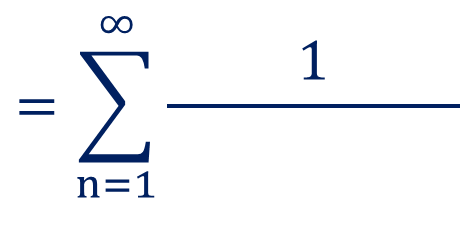 ∞
= ∑ 1
n=1